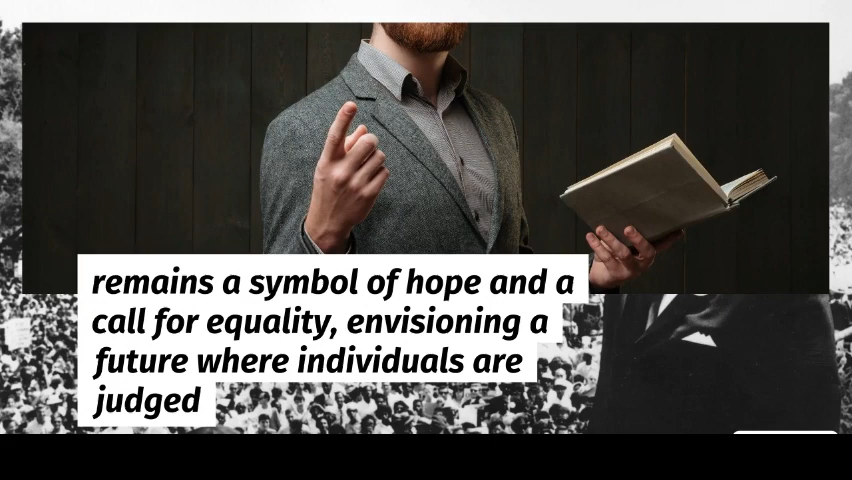 remains a symbol of hope and a
call for equality, envisioning a
future where individuals are
judged